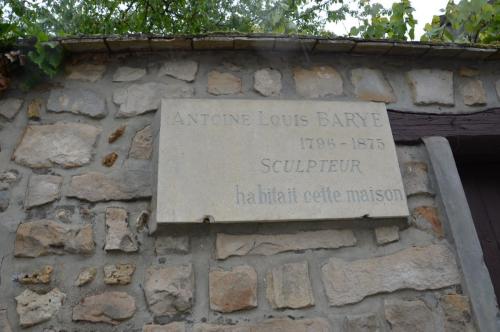 ANTOINE LOUIS BARYE
1796-1875
SCULPTEUR
habitait cette maison